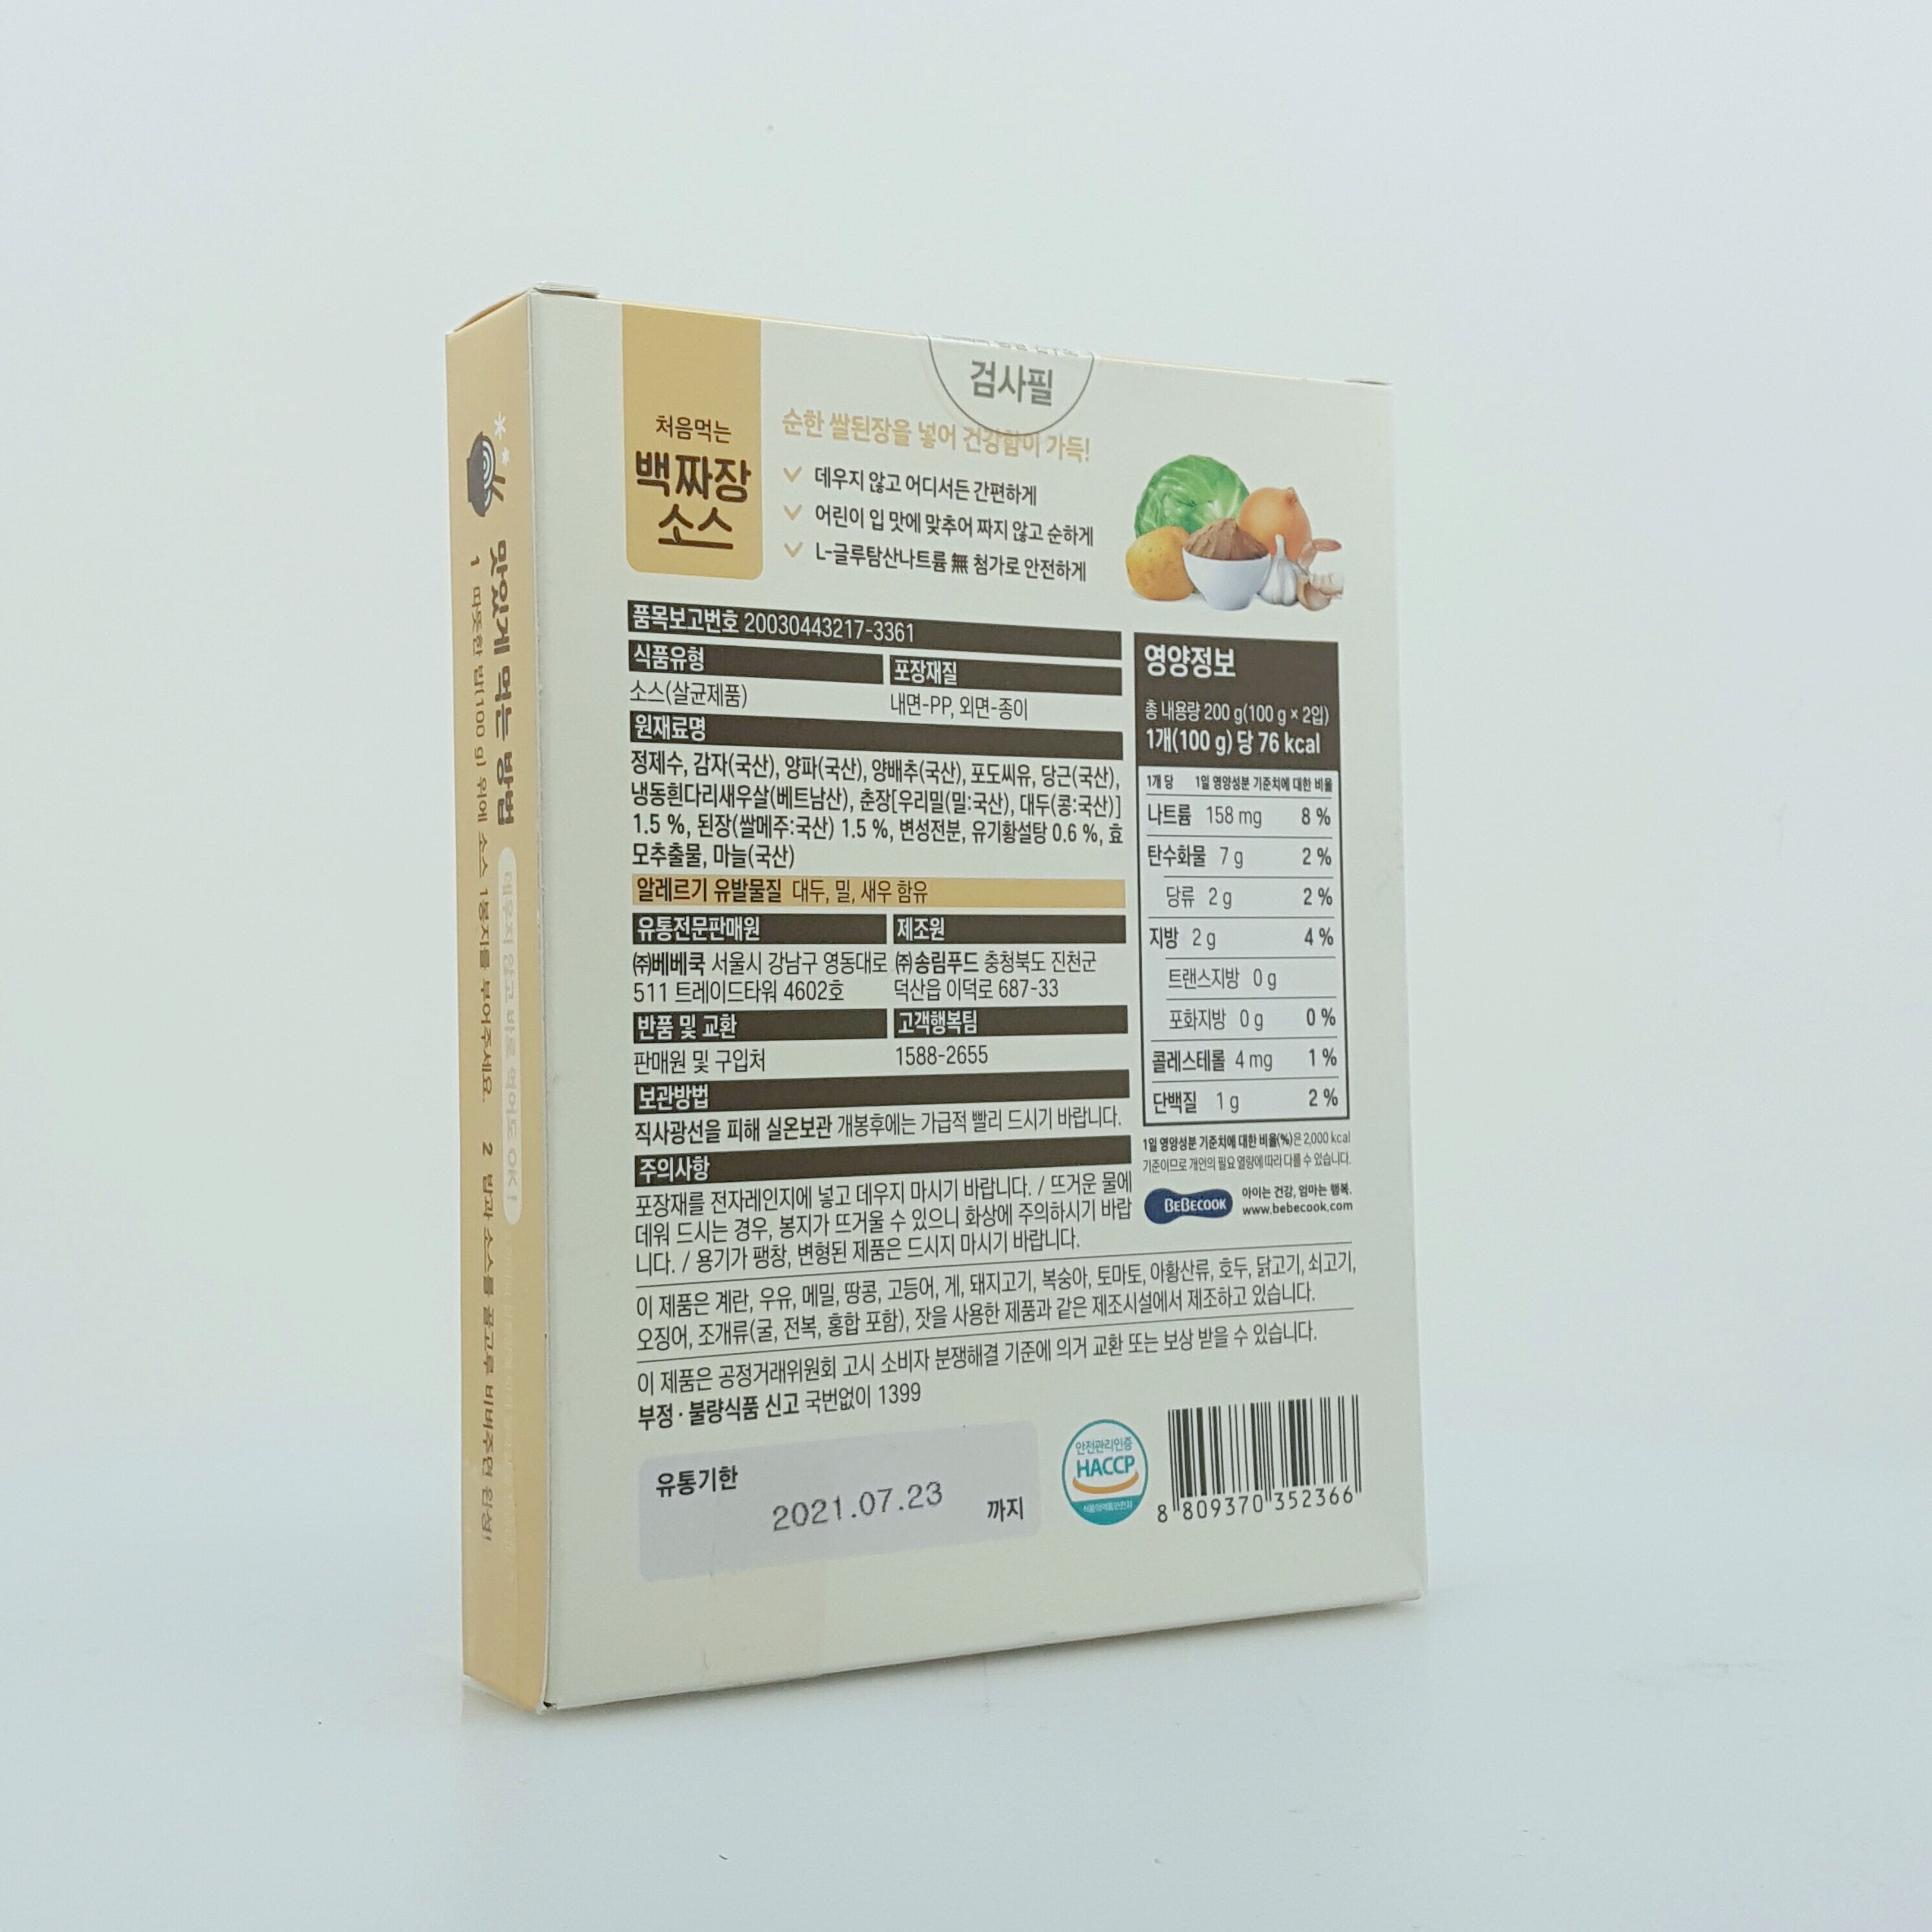 검사필
처음먹는
백짜장
소스
순한 쌀된장을 넣어 건강함이 가득!
데우지 않고 어디서든 간편하게
어린이 입 맛에 맞추어 짜지 않고 순하게
L-글루탐산나트륨 無 첨가로 안전하게
품목보고번호 20030443217-3361
식품유형
소스(살균제품)
포장재질
내면-PP, 외면-종이
원재료명
정제수, 감자(국산), 양파(국산), 양배추(국산), 포도씨유, 당근(국산),
냉동흰다리새우살(베트남산), 춘장[우리밀(밀:국산), 대두(콩:국산)]
1.5 %, 된장(쌀메주:국산) 1.5 %, 변성전분, 유기황설탕 0.6 %, 효
모추출물, 마늘(국산)
알레르기 유발물질 대두, 밀, 새우 함유
유통전문판매원
㈜베베쿡 서울시 강남구 영동대로
511 트레이드타워 4602호
제조원
㈜송림푸드 충청북도 진천군
덕산읍 이덕로 687-33
반품 및 교환
판매원 및 구입처
고객행복팀
1588-2655
보관방법
직사광선을 피해 실온보관 개봉후에는 가급적 빨리 드시기 바랍니다.
주의사항
포장재를 전자레인지에 넣고 데우지 마시기 바랍니다. / 뜨거운 물에
데워 드시는 경우, 봉지가 뜨거울 수 있으니 화상에 주의하시기 바랍
니다. / 용기가 팽창, 변형된 제품은 드시지 마시기 바랍니다.
영양정보
총 내용량 200 g(100 g × 2입)
1개(100 g) 당 76 kcal
1개 당 1일 영양성분 기준치에 대한 비율
나트륨 158 mg 8 %
탄수화물 7 g 2 %
당류 2 g 2 %
지방 2 g 4 %
트랜스지방 0 g
포화지방 0 g 0 %
콜레스테롤 4 mg 1 %
단백질 1 g 2 %
1일 영양성분 기준치에 대한 비율(%)은 2,000 kcal
기준이므로 개인의 필요 열량에 따라 다를 수 있습니다.
BEBECOOK
아이는 건강, 엄마는 행복.
www.bebecook.com
이 제품은 계란, 우유, 메밀, 땅콩, 고등어, 게, 돼지고기, 복숭아, 토마토, 아황산류, 호두, 닭고기, 쇠고기,
오징어, 조개류(굴, 전복, 홍합 포함), 잣을 사용한 제품과 같은 제조시설에서 제조하고 있습니다.
이 제품은 공정거래위원회 고시 소비자 분쟁해결 기준에 의거 교환 또는 보상 받을 수 있습니다.
부정·불량식품 신고 국번없이 1399
유통기한
2021.07.23
까지
안전관리인증
HACCP
식품의약품안전처
8 809370 352366
맛있게 먹는 방법
데우지 않고 바로 먹어도 OK!
1 따뜻한 밥(100 g) 위에 소스 1봉지를 부어주세요.
2 밥과 소스를 골고루 비벼주면 완성!